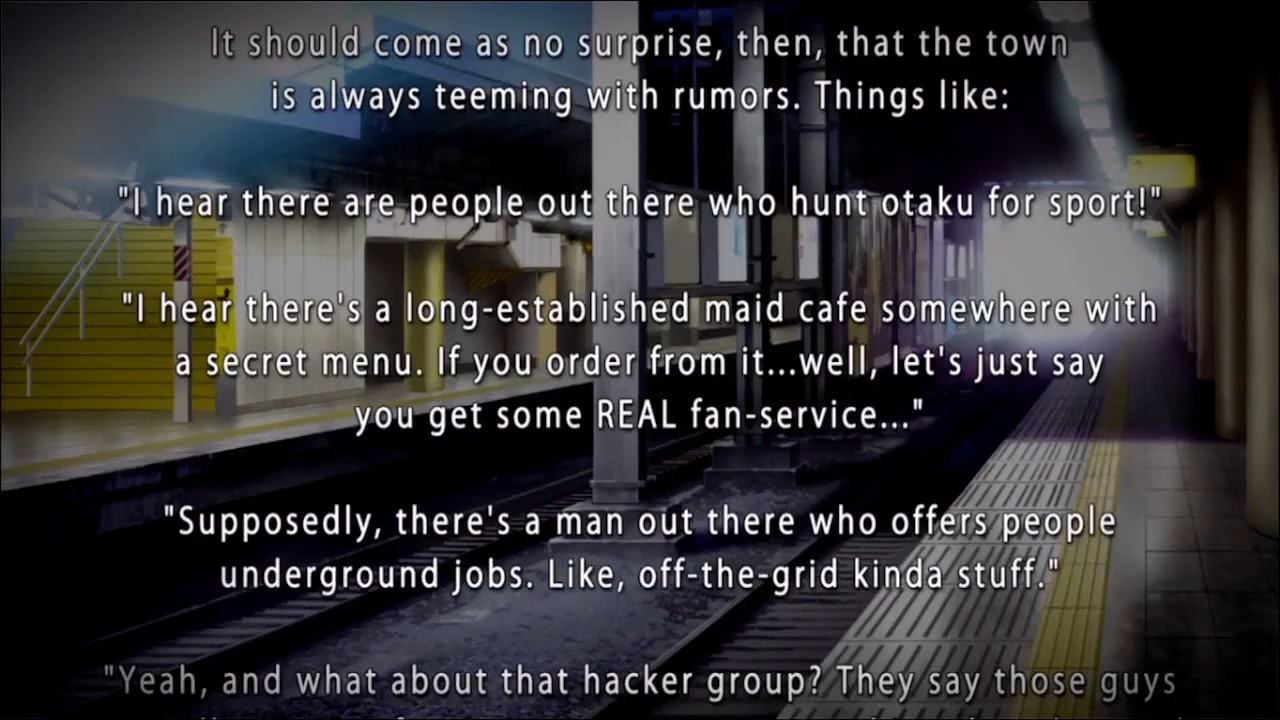 It should come as no surprise, then, that the town
is always teeming with rumors. Things like:
"I hear there are people out there who hunt otaku for sport!"
"I hear there's a long-established maid cafe somewhere with
a secret menu. If you order from it...well, let's just say
you get some REAL fan-service..."
"Supposedly, there's a man out there who offers people
underground jobs. Like, off-the-grid kinda stuff."
"Yeah, and what about that hacker group? They say those guys